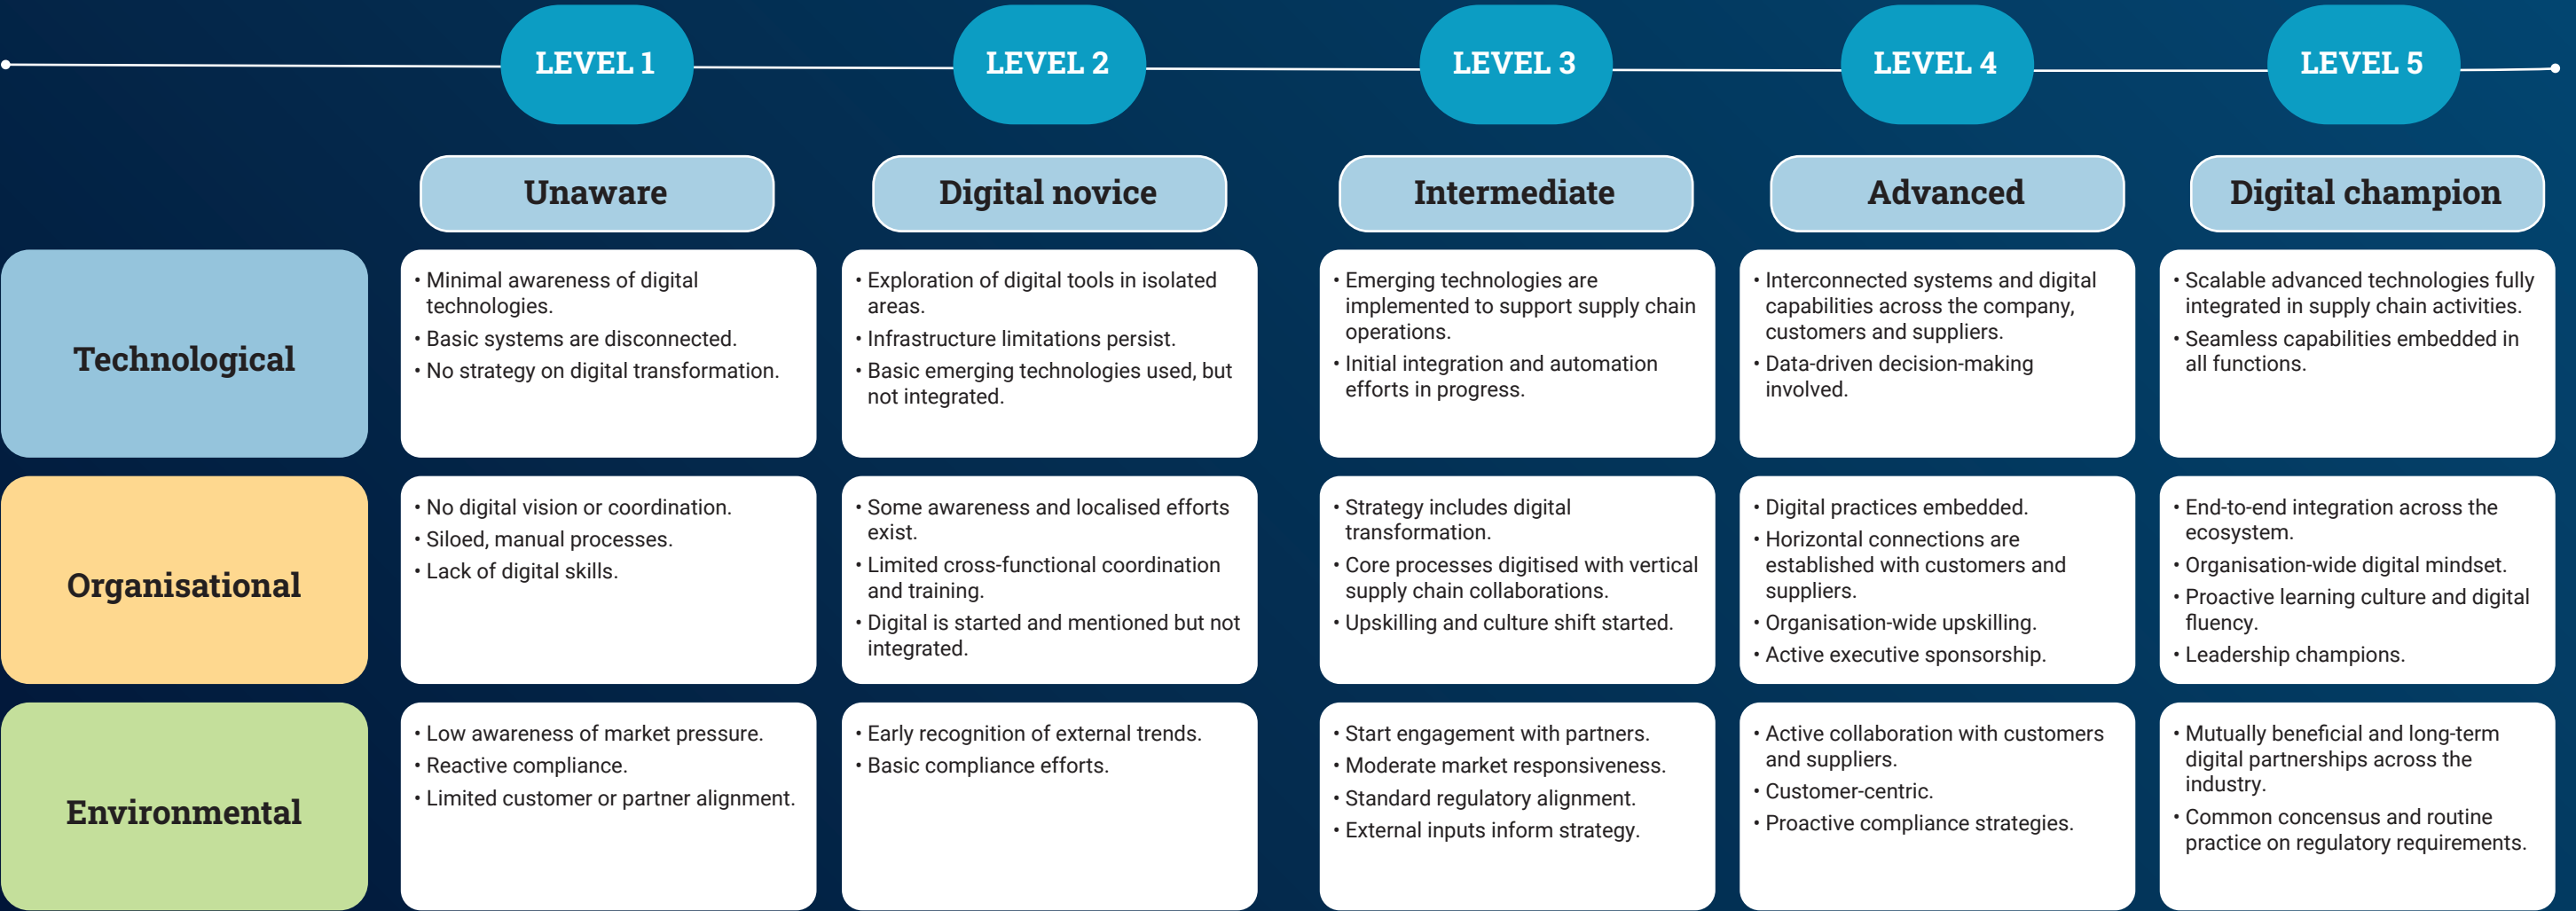 LEVEL 1
LEVEL 2
LEVEL 3
LEVEL 4
LEVEL 5
Unaware
Digital novice
Intermediate
Advanced
Digital champion
Technological
• Minimal awareness of digital
technologies.
• Basic systems are disconnected.
• No strategy on digital transformation.
• Exploration of digital tools in isolated
areas.
• Infrastructure limitations persist.
• Basic emerging technologies used, but
not integrated.
• Emerging technologies are
implemented to support supply chain
operations.
• Initial integration and automation
efforts in progress.
• Interconnected systems and digital
capabilities across the company,
customers and suppliers.
• Data-driven decision-making
involved.
• Scalable advanced technologies fully
integrated in supply chain activities.
• Seamless capabilities embedded in
all functions.
Organisational
• No digital vision or coordination.
• Siloed, manual processes.
• Lack of digital skills.
• Some awareness and localised efforts
exist.
• Limited cross-functional coordination
and training.
• Digital is started and mentioned but not
integrated.
• Strategy includes digital
transformation.
• Core processes digitised with vertical
supply chain collaborations.
• Upskilling and culture shift started.
• Digital practices embedded.
• Horizontal connections are
established with customers and
suppliers.
• Organisation-wide upskilling.
• Active executive sponsorship.
• End-to-end integration across the
ecosystem.
• Organisation-wide digital mindset.
• Proactive learning culture and digital
fluency.
• Leadership champions.
Environmental
• Low awareness of market pressure.
• Reactive compliance.
• Limited customer or partner alignment.
• Early recognition of external trends.
• Basic compliance efforts.
• Start engagement with partners.
• Moderate market responsiveness.
• Standard regulatory alignment.
• External inputs inform strategy.
• Active collaboration with customers
and suppliers.
• Customer-centric.
• Proactive compliance strategies.
• Mutually beneficial and long-term
digital partnerships across the
industry.
• Common concensus and routine
practice on regulatory requirements.